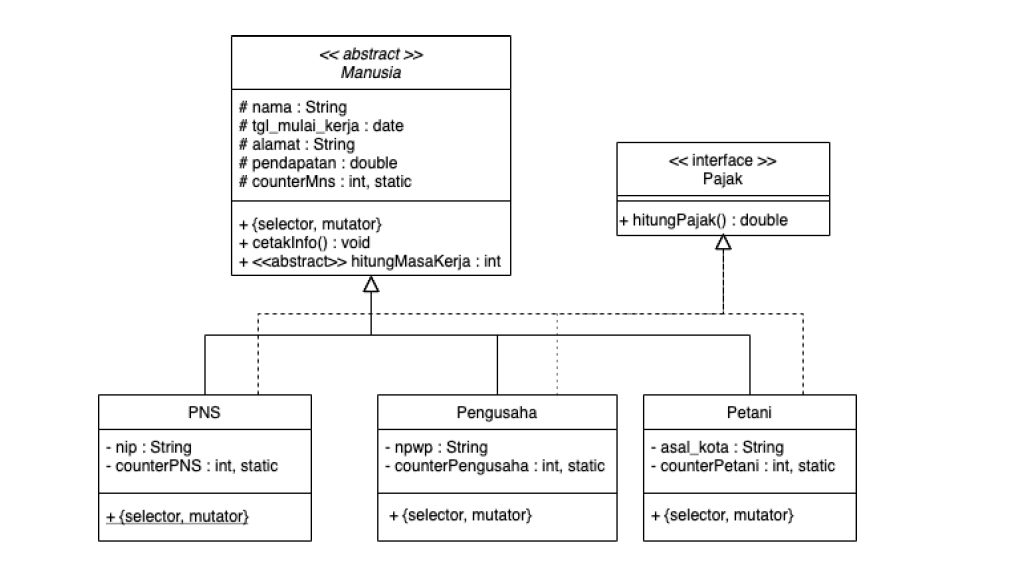 << abstract >>
Manusia
# nama : String
# tgl_mulai_kerja : date
# alamat : String
# pendapatan : double
# counterMns : int, static
+ {selector, mutator}
+ cetakInfo() : void
+ <<abstract>> hitungMasaKerja : int
<< interface >>
Pajak
+ hitungPajak() : double
PNS
- nip : String
- counterPNS : int, static
+ {selector, mutator}
Pengusaha
- npwp : String
- counterPengusaha : int, static
+ {selector, mutator}
Petani
- asal_kota : String
- counterPetani : int, static
+ {selector, mutator}